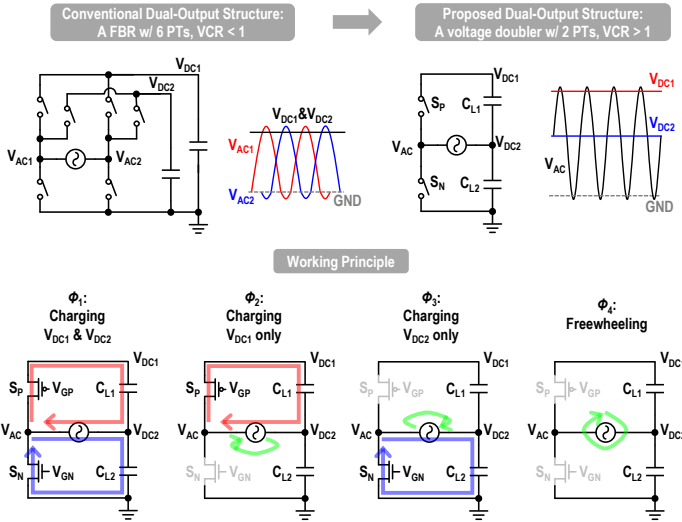 Conventional Dual-Output Structure:
A FBR w/ 6 PTs, VCR < 1
Proposed Dual-Output Structure:
A voltage doubler w/ 2 PTs, VCR > 1
VDC1
VDC2
VAC1
VAC2
VDC1&VDC2
VAC1
VAC2
GND
VDC1
SP
CL1
VAC
VDC2
SN
CL2
VDC1
VDC2
VAC
GND
Working Principle
Φ1:
Charging
VDC1 & VDC2
VDC1
SP
VGP
CL1
VAC
VDC2
SN
VGN
CL2
Φ2:
Charging
VDC1 only
VDC1
SP
VGP
CL1
VAC
VDC2
SN
VGN
CL2
Φ3:
Charging
VDC2 only
VDC1
SP
VGP
CL1
VAC
VDC2
SN
VGN
CL2
Φ4:
Freewheeling
VDC1
SP
VGP
CL1
VAC
VDC2
SN
VGN
CL2